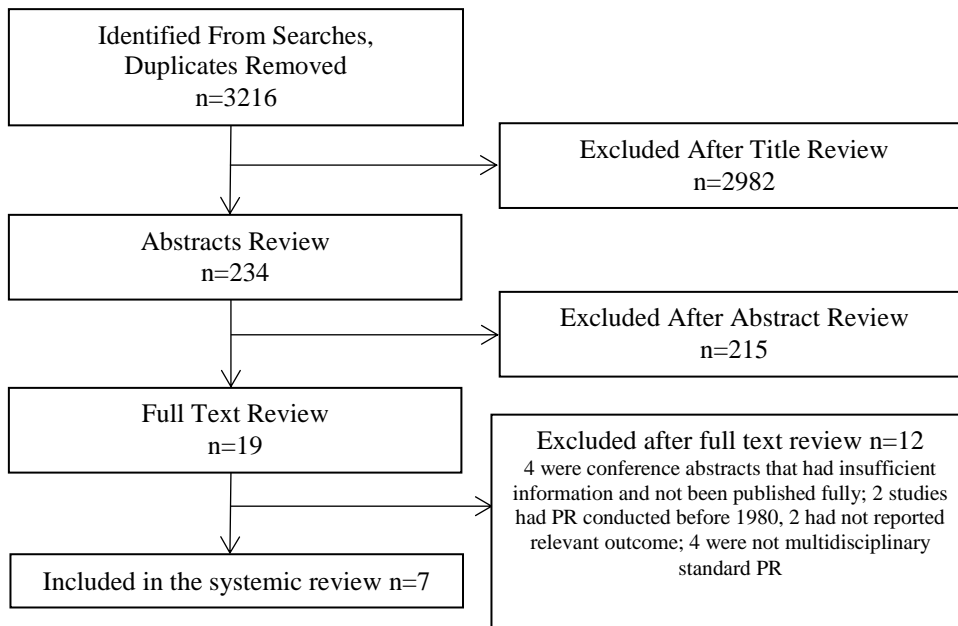 Identified From Searches,
Duplicates Removed
n=3216
Excluded After Title Review
n=2982
Abstracts Review
n=234
Excluded After Abstract Review
n=215
Full Text Review
n=19
Excluded after full text review n=12
4 were conference abstracts that had insufficient
information and not been published fully; 2 studies
had PR conducted before 1980, 2 had not reported
relevant outcome; 4 were not multidisciplinary
standard PR
Included in the systemic review n=7